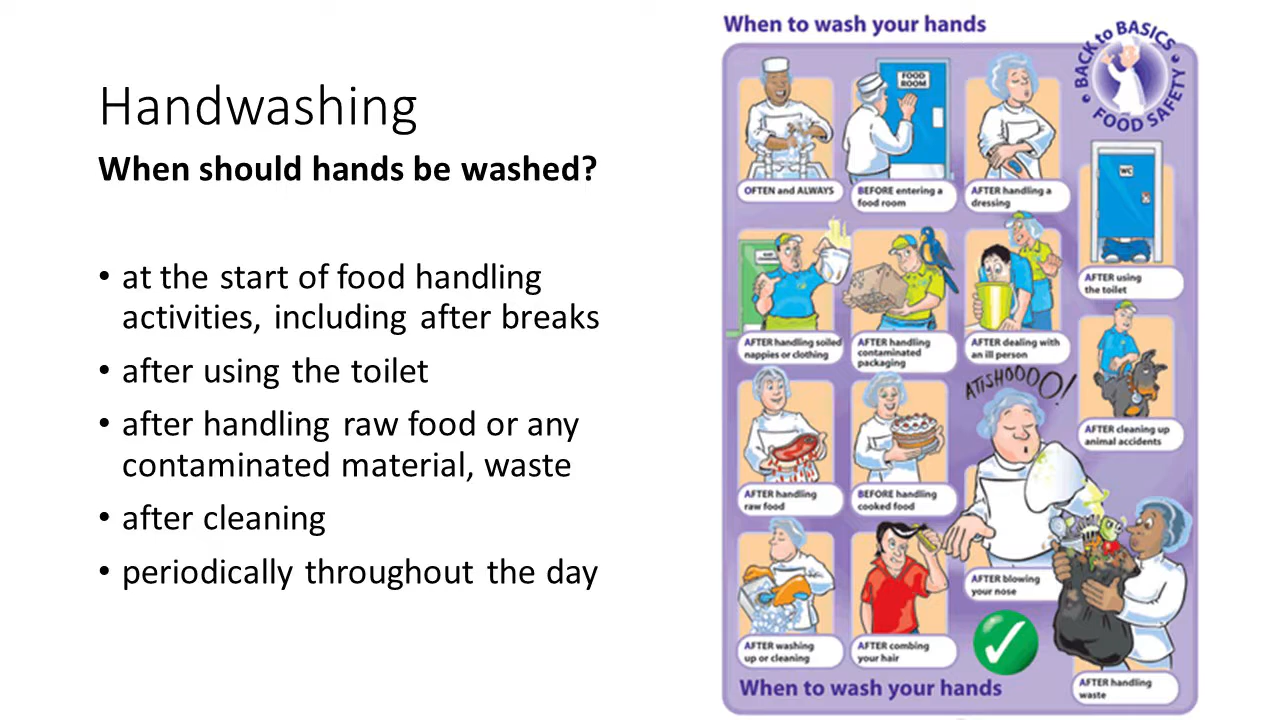 Handwashing
When should hands be washed?
• at the start of food handling
activities, including after breaks
• after using the toilet
• after handling raw food or any
contaminated material, waste
• after cleaning
• periodically throughout the day
When to wash your hands
BACK to BASICS
FOOD SAFETY
FOOD
ROOM
OFTEN and ALWAYS
BEFORE entering a
food room
AFTER handling a
dressing
WC
AFTER using
the toilet
AFTER handling soiled
nappies or clothing
AFTER handling
contaminated
packaging
AFTER dealing with
an ill person
ATISHOOOO!
AFTER cleaning up
animal accidents
AFTER handling
raw food
BEFORE handling
cooked food
AFTER blowing
your nose
AFTER washing
up or cleaning
AFTER combing
your hair
AFTER handling
waste
When to wash your hands